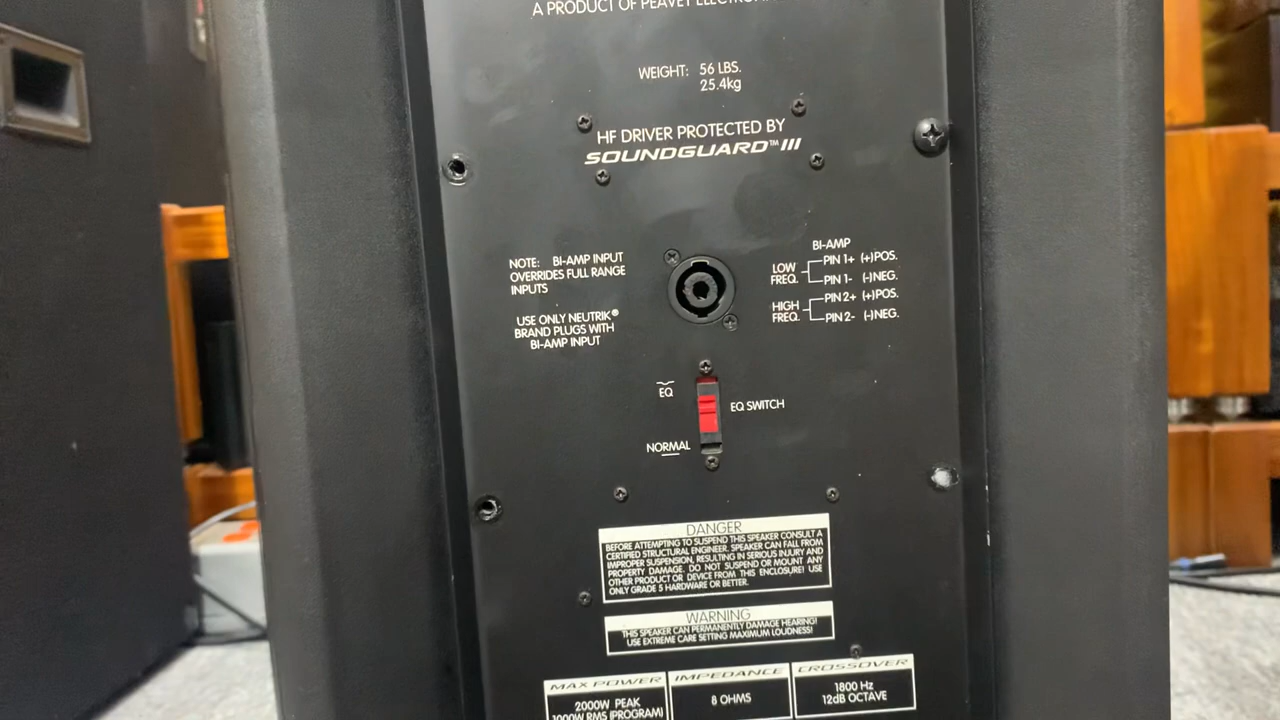 A PRODUCT OF PEAVEY
WEIGHT: 56 LBS.
25.4kg
HF DRIVER PROTECTED BY
SOUNDGUARD™ III
NOTE: BI-AMP INPUT
OVERRIDES FULL RANGE
INPUTS
USE ONLY NEUTRIK®
BRAND PLUGS WITH
BI-AMP INPUT
BI-AMP
LOW
FREQ.
PIN 1+ (+)POS.
PIN 1- (-)NEG.
HIGH
FREQ.
PIN 2+ (+)POS.
PIN 2- (-)NEG.
EQ
EQ SWITCH
NORMAL
DANGER
BEFORE ATTEMPTING TO SUSPEND THIS SPEAKER CONSULT A
CERTIFIED STRUCTURAL ENGINEER. SPEAKER CAN FALL FROM
IMPROPER SUSPENSION, RESULTING IN SERIOUS INJURY AND
PROPERTY DAMAGE. DO NOT SUSPEND OR MOUNT ANY
OTHER PRODUCT OR DEVICE FROM THIS ENCLOSURE! USE
ONLY GRADE 5 HARDWARE OR BETTER.
WARNING
THIS SPEAKER CAN PERMANENTLY DAMAGE HEARING!
USE EXTREME CARE SETTING MAXIMUM LOUDNESS!
MAX POWER
2000W PEAK
1000W RMS (PROGRAM)
IMPEDANCE
8 OHMS
CROSSOVER
1800 Hz
12dB OCTAVE